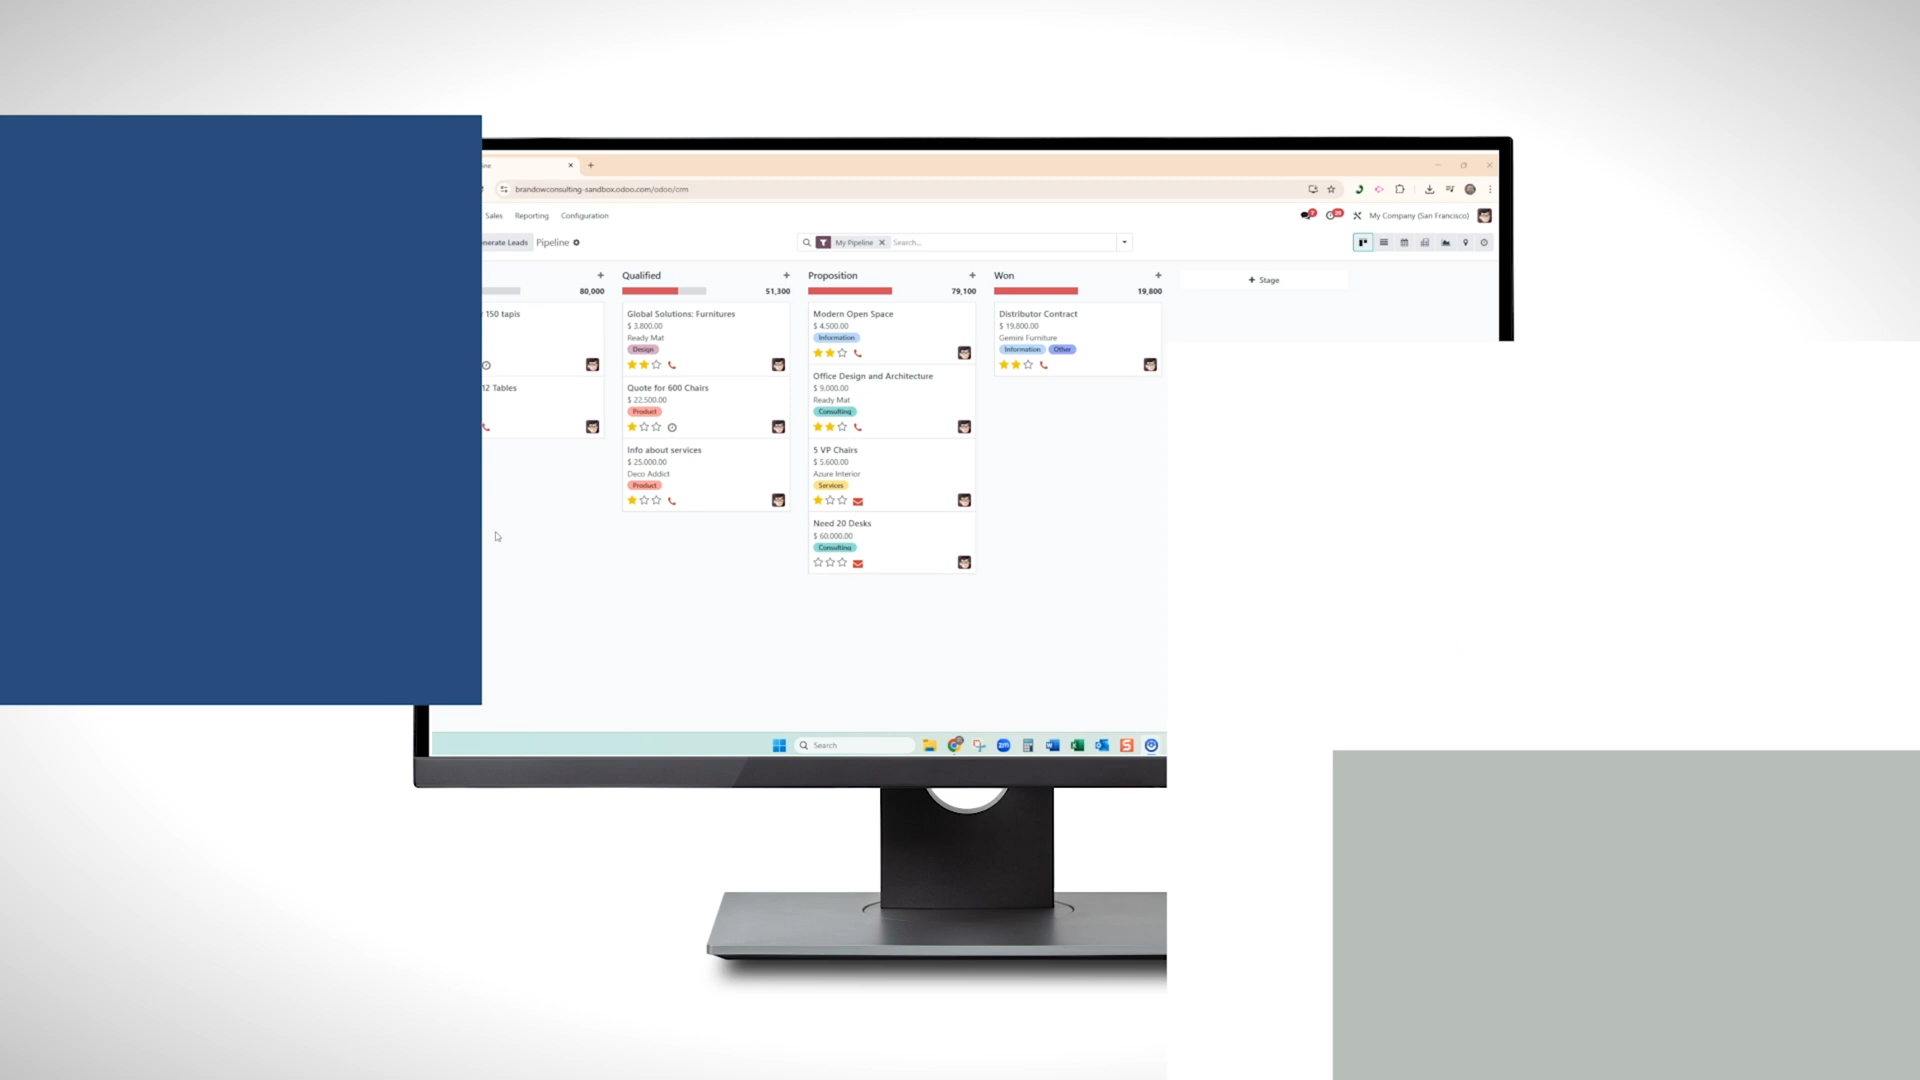 brandowconsulting-sandbox.odoo.com/odoo/crm
Sales Reporting Configuration
7 29 My Company (San Francisco)
Leads Pipeline
My Pipeline Search...
Qualified Proposition Won
Stage
80,000 51,300 79,100 19,800
150 tapis
12 Tables
Global Solutions: Furnitures
$ 3,800.00
Ready Mat
Design
Quote for 600 Chairs
$ 22,500.00
Product
Info about services
$ 25,000.00
Deco Addict
Product
Modern Open Space
$ 4,500.00
Information
Office Design and Architecture
$ 9,000.00
Ready Mat
Consulting
5 VP Chairs
$ 5,600.00
Azure Interior
Services
Need 20 Desks
$ 60,000.00
Consulting
Distributor Contract
$ 19,800.00
Gemini Furniture
Information Other
Search
zm